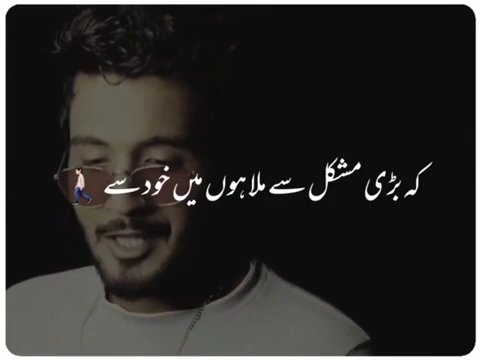 کہ بڑی مشکل سے ملا ہوں میں خود سے 🚶